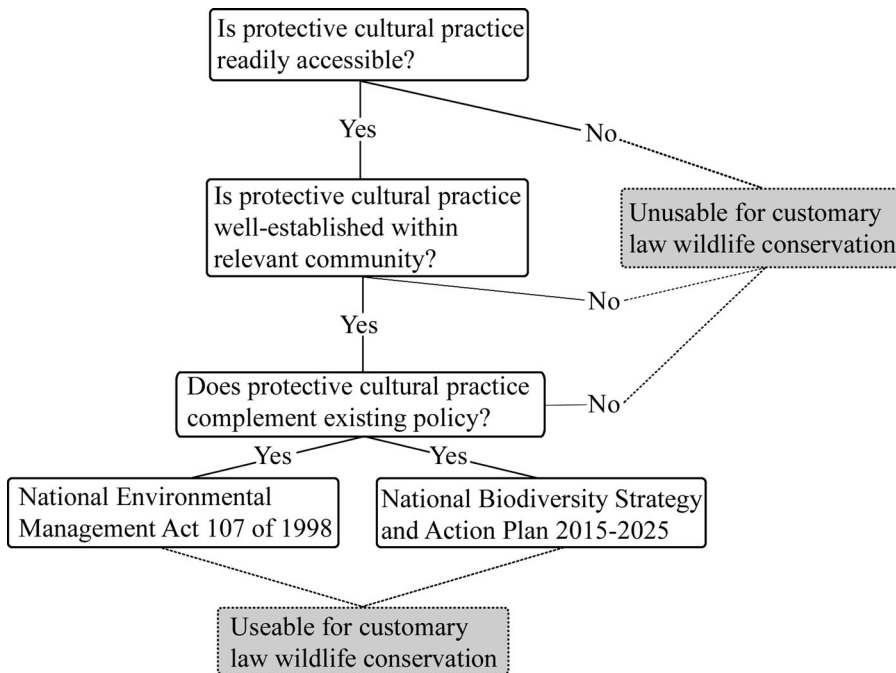 Is protective cultural practice
readily accessible?
Yes
No
Is protective cultural practice
well-established within
relevant community?
Unusable for customary
law wildlife conservation
No
Yes
Does protective cultural practice
complement existing policy?
No
Yes
Yes
National Environmental
Management Act 107 of 1998
National Biodiversity Strategy
and Action Plan 2015-2025
Useable for customary
law wildlife conservation